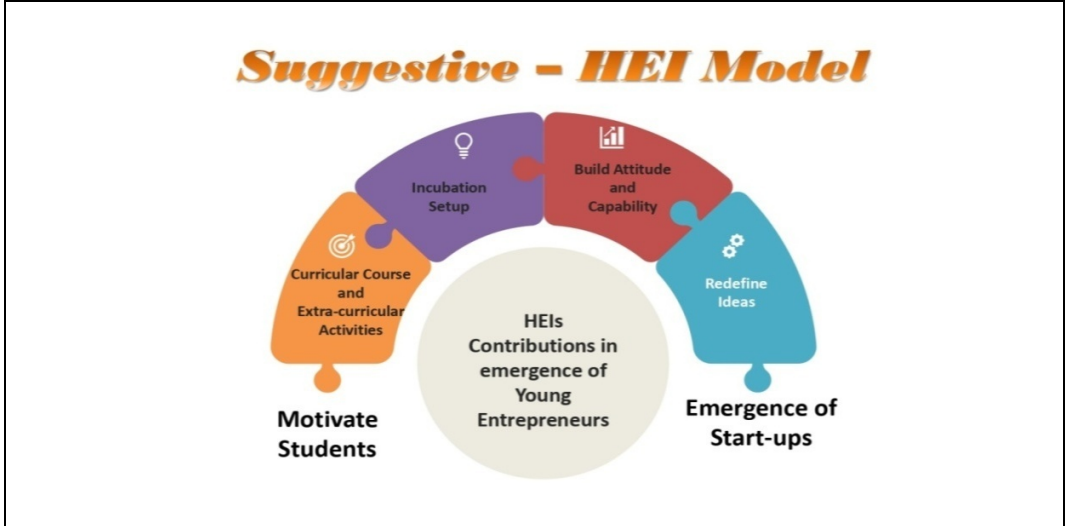 Suggestive – HEI Model
Incubation
Setup
Build Attitude
and
Capability
Curricular Course
and
Extra-curricular
Activities
Redefine
Ideas
HEIs
Contributions in
emergence of
Young
Entrepreneurs
Motivate
Students
Emergence of
Start-ups